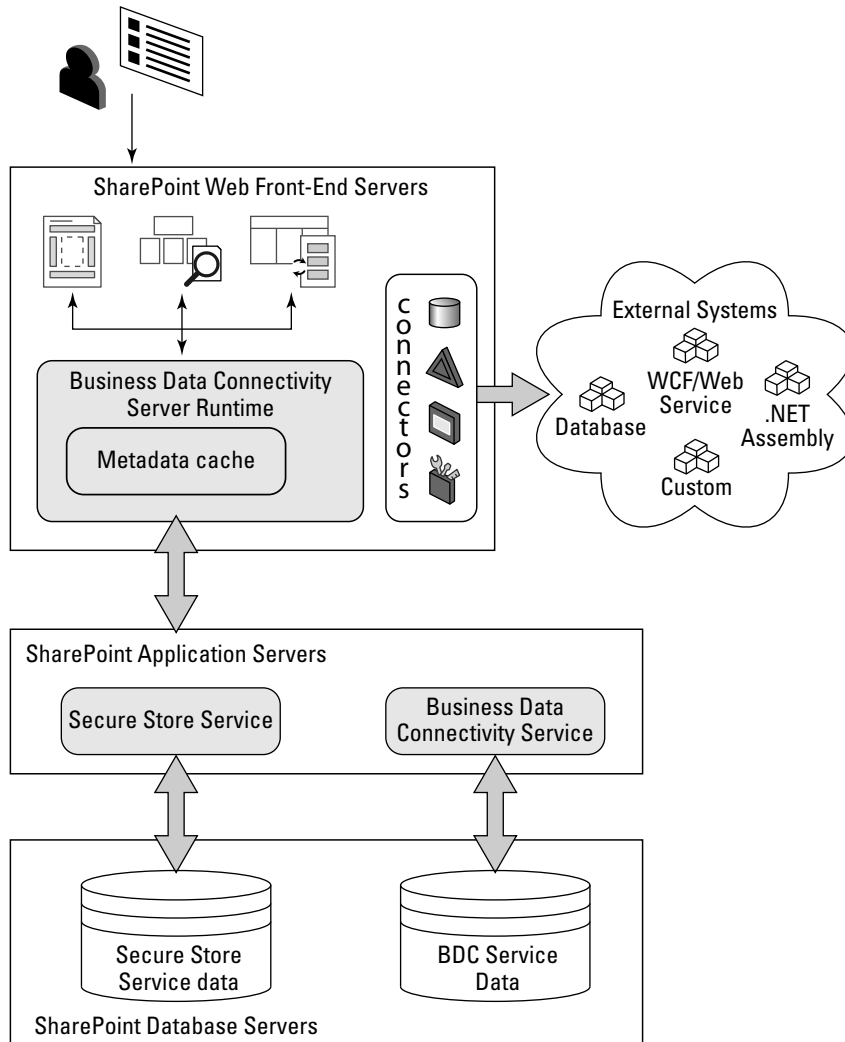 SharePoint Web Front-End Servers
Business Data Connectivity
Server Runtime
Metadata cache
connectors
External Systems
WCF/Web
Service
Database
.NET
Assembly
Custom
SharePoint Application Servers
Secure Store Service
Business Data
Connectivity Service
Secure Store
Service data
BDC Service
Data
SharePoint Database Servers